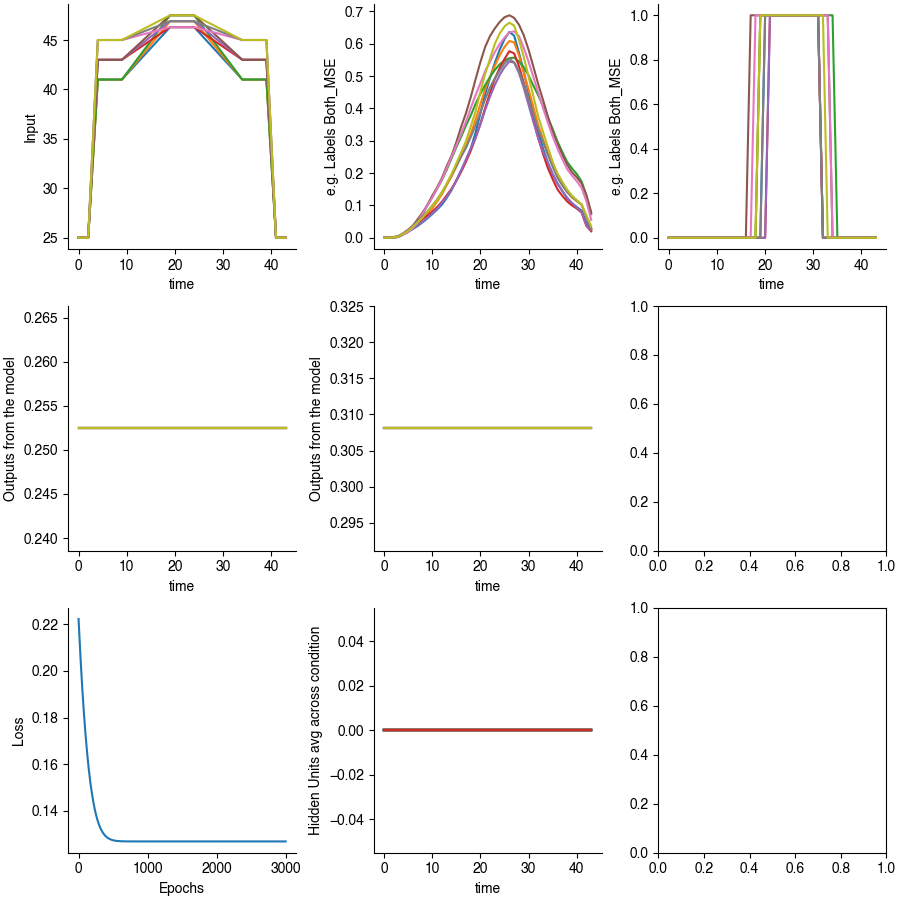 45
40
35
30
25
Input
0 10 20 30 40
time
0.7
0.6
0.5
0.4
0.3
0.2
0.1
0.0
e.g. Labels Both_MSE
0 10 20 30 40
time
1.0
0.8
0.6
0.4
0.2
0.0
e.g. Labels Both_MSE
0 10 20 30 40
time
0.265
0.260
0.255
0.250
0.245
0.240
Outputs from the model
0 10 20 30 40
time
0.325
0.320
0.315
0.310
0.305
0.300
0.295
Outputs from the model
0 10 20 30 40
time
1.0
0.8
0.6
0.4
0.2
0.0
0.0 0.2 0.4 0.6 0.8 1.0
0.22
0.20
0.18
0.16
0.14
Loss
0 1000 2000 3000
Epochs
0.04
0.02
0.00
−0.02
−0.04
Hidden Units avg across condition
0 10 20 30 40
time
1.0
0.8
0.6
0.4
0.2
0.0
0.0 0.2 0.4 0.6 0.8 1.0